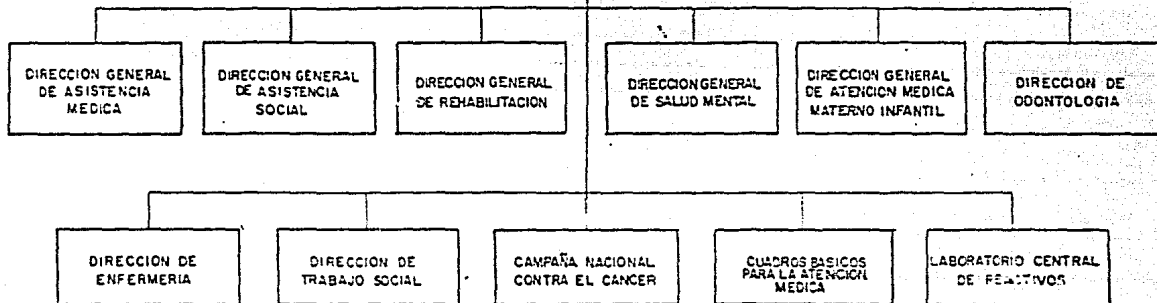 DIRECCION GENERAL
DE ASISTENCIA
MEDICA
DIRECCION GENERAL
DE ASISTENCIA
SOCIAL
DIRECCION GENERAL
DE REHABILITACION
DIRECCION GENERAL
DE SALUD MENTAL
DIRECCION GENERAL
DE ATENCION MEDICA
MATERNO INFANTIL
DIRECCION DE
ODONTOLOGIA
DIRECCION DE
ENFERMERIA
DIRECCION DE
TRABAJO SOCIAL
CAMPAÑA NACIONAL
CONTRA EL CANCER
CUADROS BASICOS
PARA LA ATENCION
MEDICA
LABORATORIO CENTRAL
DE REACTIVOS